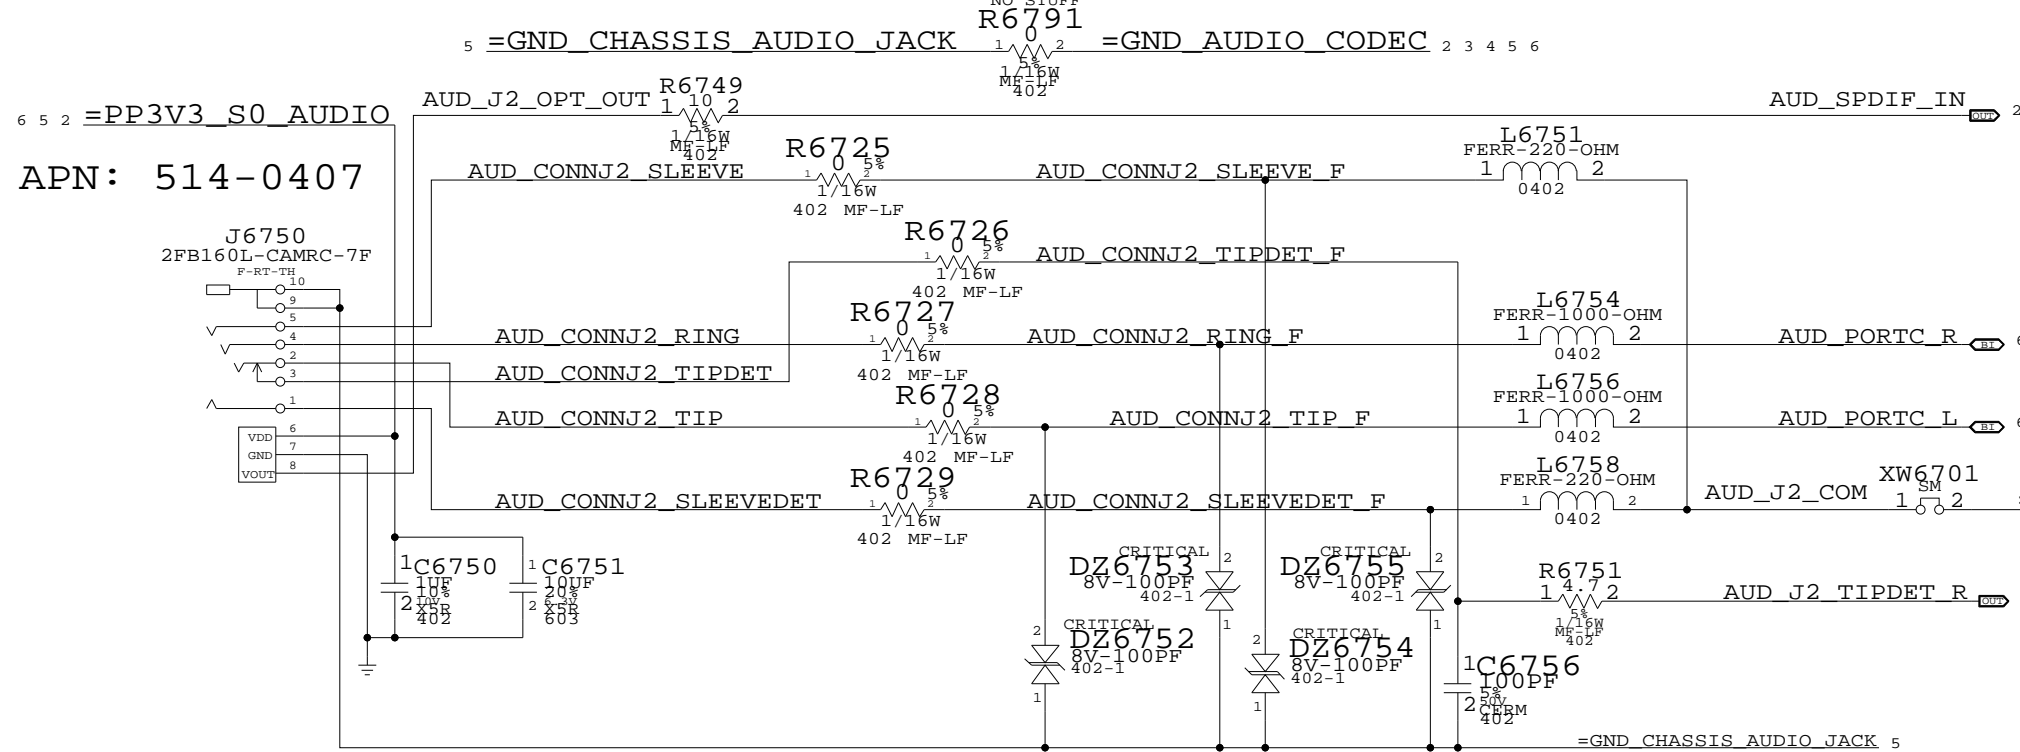 NO STUFF
R6791
0
5 =GND_CHASSIS_AUDIO_JACK 1 2 =GND_AUDIO_CODEC 2 3 4 5 6
5%
1/16W
MF-LF
402
6 5 2 =PP3V3_S0_AUDIO
AUD_J2_OPT_OUT
R6749
1 10 2
5%
1/16W
MF-LF
402
AUD_SPDIF_IN
OUT 2
APN: 514-0407
AUD_CONNJ2_SLEEVE
R6725
0 5%
1 2
1/16W
402 MF-LF
AUD_CONNJ2_SLEEVE_F
L6751
FERR-220-OHM
1 2
0402
J6750
2FB160L-CAMRC-7F
F-RT-TH
10
9
5
4
2
3
1
6
7
8
VDD
GND
VOUT
R6726
0 5%
1 2
1/16W
402 MF-LF
AUD_CONNJ2_TIPDET_F
AUD_CONNJ2_RING
R6727
0 5%
1 2
1/16W
402 MF-LF
AUD_CONNJ2_RING_F
L6754
FERR-1000-OHM
1 2
0402
AUD_PORTC_R
BI 6
AUD_CONNJ2_TIPDET
AUD_CONNJ2_TIP
R6728
0 5%
1 2
1/16W
402 MF-LF
AUD_CONNJ2_TIP_F
L6756
FERR-1000-OHM
1 2
0402
AUD_PORTC_L
BI 6
AUD_CONNJ2_SLEEVEDET
R6729
0 5%
1 2
1/16W
402 MF-LF
AUD_CONNJ2_SLEEVEDET_F
L6758
FERR-220-OHM
1 2
0402
AUD_J2_COM
XW6701
SM
1 2
1 C6750
1UF
10%
2 10V
X5R
402
1 C6751
10UF
20%
2 6.3V
X5R
603
CRITICAL 2
DZ6753
8V-100PF
402-1
1
CRITICAL 2
DZ6755
8V-100PF
402-1
1
2 CRITICAL
DZ6752
8V-100PF
402-1
1
2 CRITICAL
DZ6754
8V-100PF
402-1
1
R6751
1 4.7 2
5%
1/16W
MF-LF
402
AUD_J2_TIPDET_R
OUT
1 C6756
100PF
5%
2 50V
CERM
402
=GND_CHASSIS_AUDIO_JACK 5